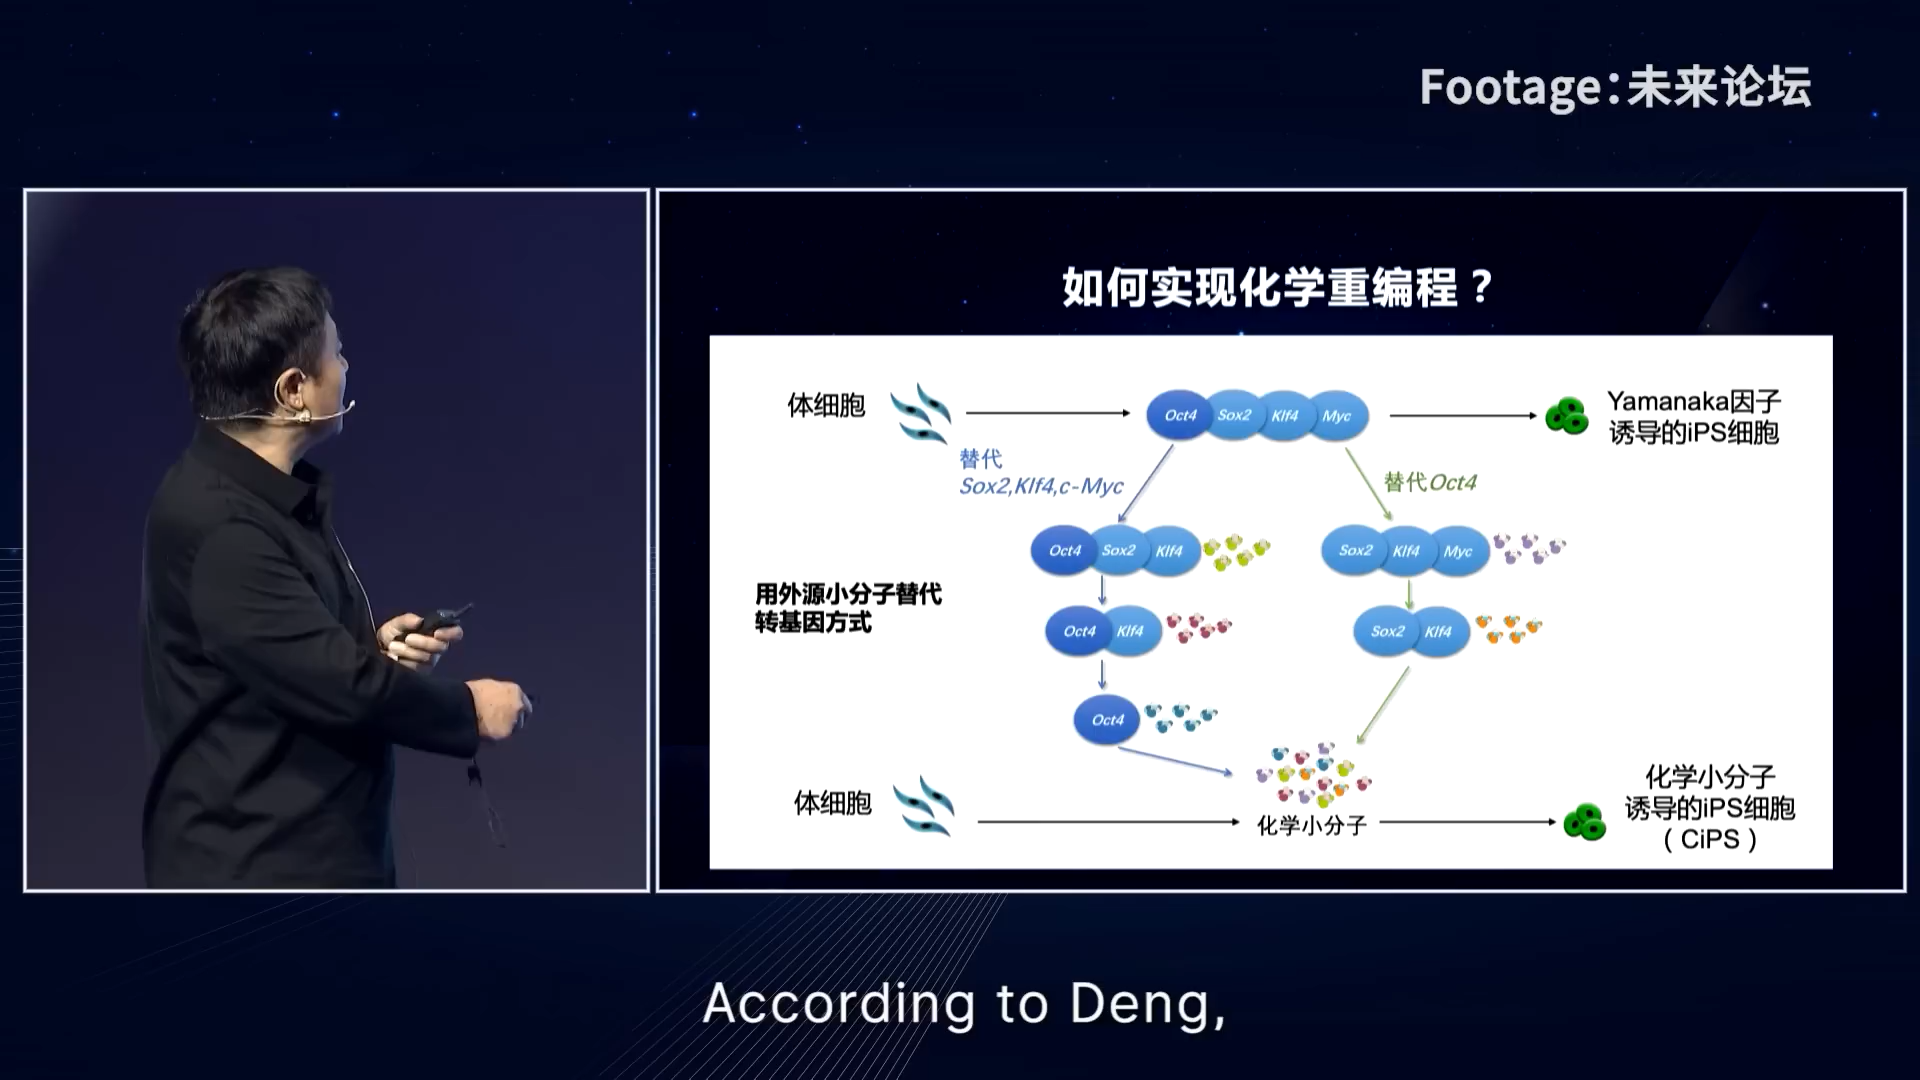 Footage:未来论坛
如何实现化学重编程？
体细胞
Oct4 Sox2 Klf4 Myc
Yamanaka因子
诱导的iPS细胞
替代
Sox2,Klf4,c-Myc
替代Oct4
Oct4 Sox2 Klf4
Sox2 Klf4 Myc
用外源小分子替代
转基因方式
Oct4 Klf4
Sox2 Klf4
Oct4
体细胞
化学小分子
化学小分子
诱导的iPS细胞
（CiPS）
According to Deng,